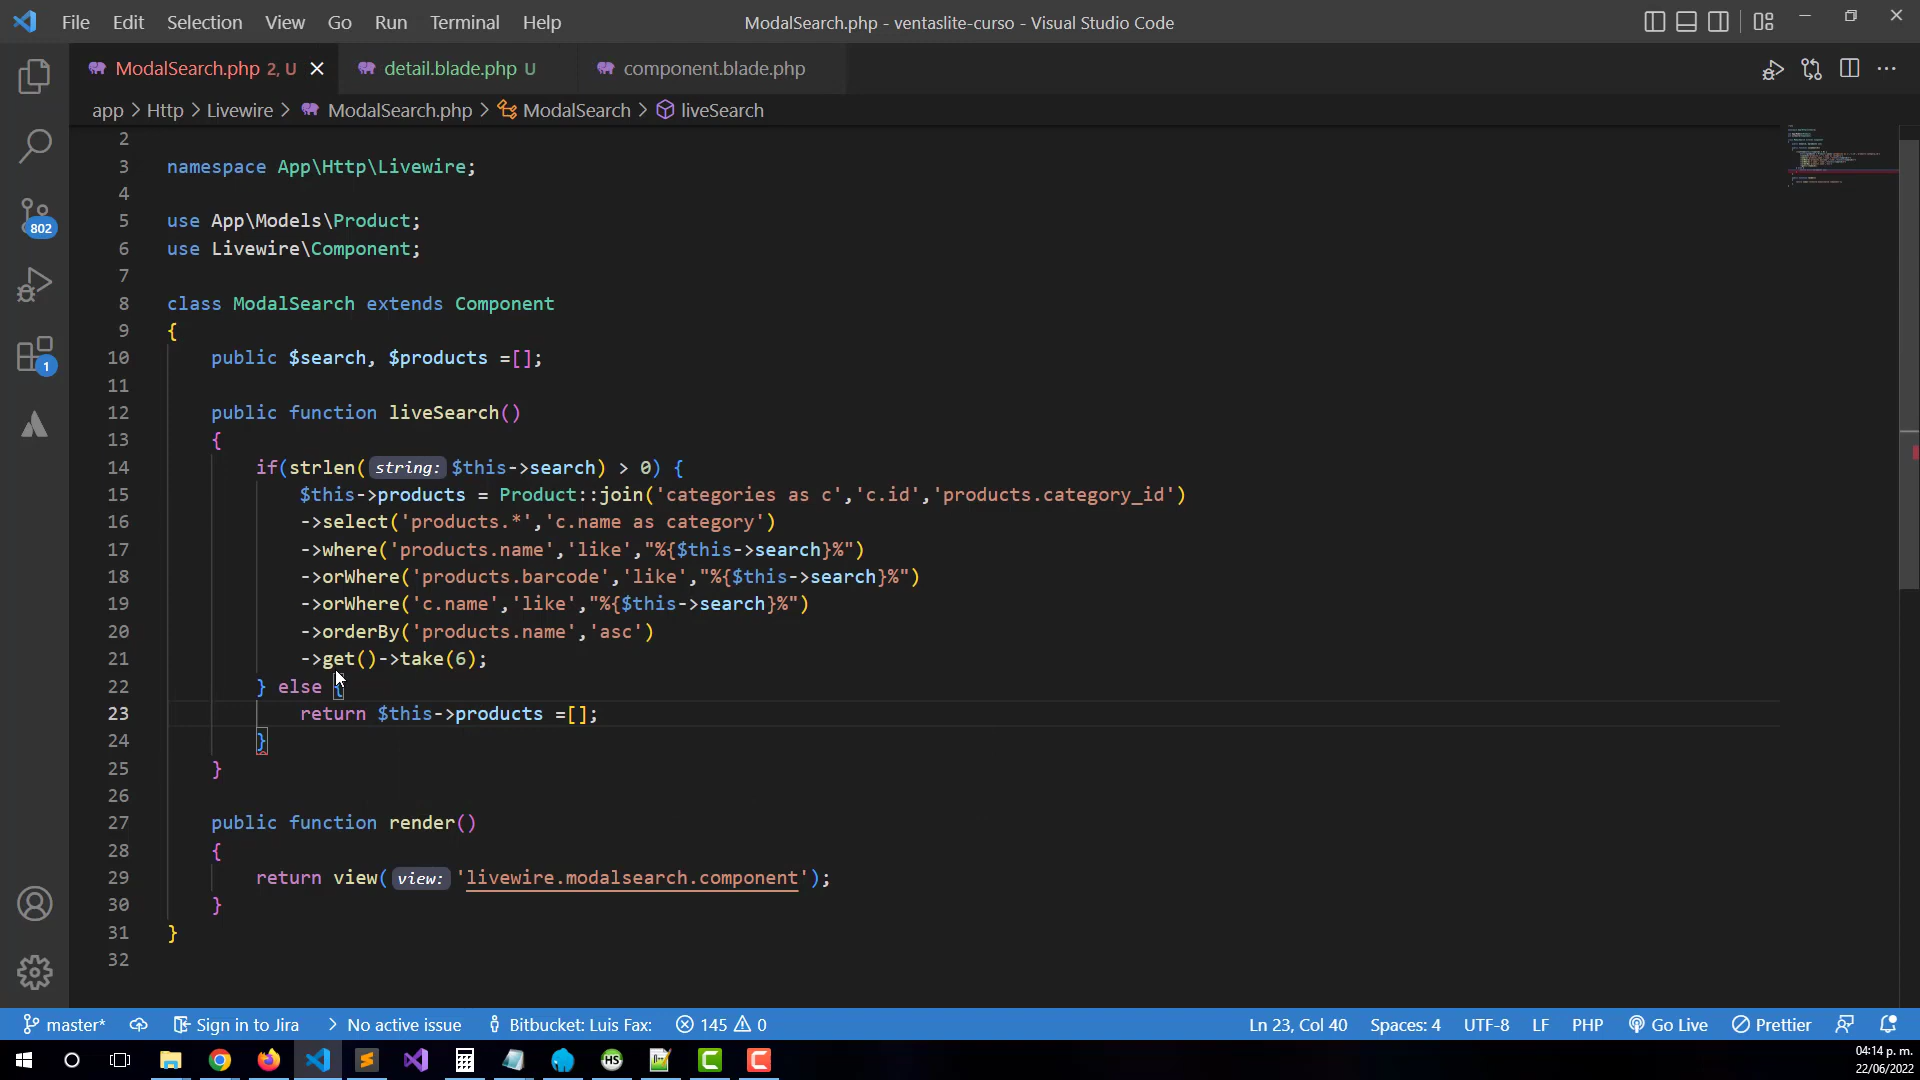 File Edit Selection View Go Run Terminal Help
ModalSearch.php - ventaslite-curso - Visual Studio Code
ModalSearch.php 2, U
detail.blade.php U
component.blade.php
app > Http > Livewire > ModalSearch.php > ModalSearch > liveSearch
2
3 namespace App\Http\Livewire;
4
5 use App\Models\Product;
6 use Livewire\Component;
7
8 class ModalSearch extends Component
9 {
10 public $search, $products =[];
11
12 public function liveSearch()
13 {
14 if(strlen( string: $this->search) > 0) {
15 $this->products = Product::join('categories as c','c.id','products.category_id')
16 ->select('products.*','c.name as category')
17 ->where('products.name','like',"%{$this->search}%")
18 ->orWhere('products.barcode','like',"%{$this->search}%")
19 ->orWhere('c.name','like',"%{$this->search}%")
20 ->orderBy('products.name','asc')
21 ->get()->take(6);
22 } else {
23 return $this->products =[];
24 }
25 }
26
27 public function render()
28 {
29 return view( view: 'livewire.modalsearch.component');
30 }
31 }
32
802
1
master*
Sign in to Jira
No active issue
Bitbucket: Luis Fax:
145 0
Ln 23, Col 40
Spaces: 4
UTF-8
LF
PHP
Go Live
Prettier
HS
04:14 p. m.
22/06/2022